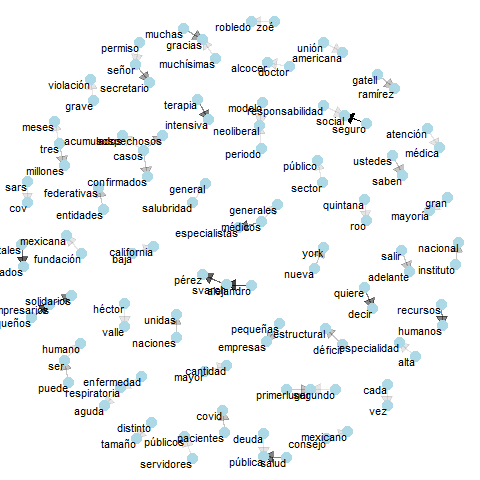 muchas
robledo zoé
unión
permiso
gracias
americana
señor
muchísimas
alcocer
doctor
gatell
violación
secretario
ramírez
grave
terapia
modelo
responsabilidad
meses
intensiva
social
acumulados
sospechosos
neoliberal
seguro
atención
tres
casos
periodo
ustedes
médica
millones
público
sars
confirmados
general
sector
saben
federativas
quintana
gran
cov
entidades
salubridad
generales
roo
mayoría
especialistas
médicos
mexicana
california
york
salir
nacional
fundación
baja
nueva
adelante
instituto
pérez
alejandro
quiere
solidarios
héctor
unidas
decir
recursos
valle
pequeñas
estructural
humanos
naciones
empresas
déficit
especialidad
humano
alta
ser
cantidad
puede
enfermedad
mayor
respiratoria
primer
lugar
segundo
cada
aguda
covid
vez
distinto
pacientes
deuda
mexicano
tamaño
públicos
consejo
servidores
pública
salud